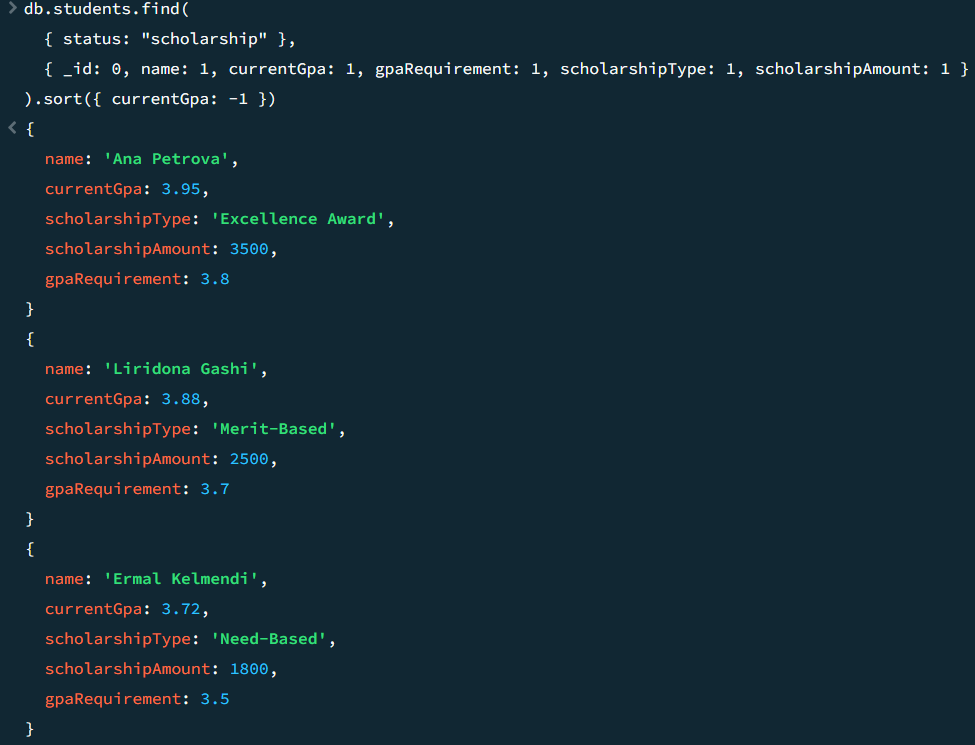 > db.students.find(
{ status: "scholarship" },
{ _id: 0, name: 1, currentGpa: 1, gpaRequirement: 1, scholarshipType: 1, scholarshipAmount: 1 }
).sort({ currentGpa: -1 })
< {
name: 'Ana Petrova',
currentGpa: 3.95,
scholarshipType: 'Excellence Award',
scholarshipAmount: 3500,
gpaRequirement: 3.8
}
{
name: 'Liridona Gashi',
currentGpa: 3.88,
scholarshipType: 'Merit-Based',
scholarshipAmount: 2500,
gpaRequirement: 3.7
}
{
name: 'Ermal Kelmendi',
currentGpa: 3.72,
scholarshipType: 'Need-Based',
scholarshipAmount: 1800,
gpaRequirement: 3.5
}